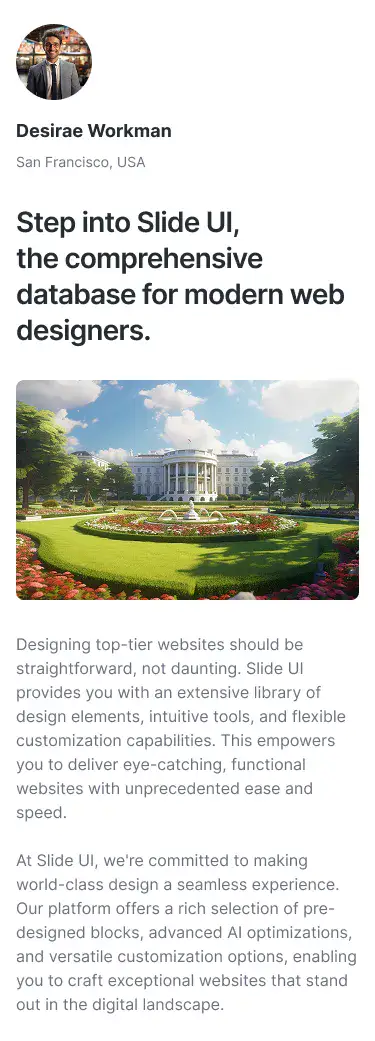 Desirae Workman
San Francisco, USA
Step into Slide UI,
the comprehensive
database for modern web
designers.
Designing top-tier websites should be
straightforward, not daunting. Slide UI
provides you with an extensive library of
design elements, intuitive tools, and flexible
customization capabilities. This empowers
you to deliver eye-catching, functional
websites with unprecedented ease and
speed.
At Slide UI, we're committed to making
world-class design a seamless experience.
Our platform offers a rich selection of pre-
designed blocks, advanced AI optimizations,
and versatile customization options, enabling
you to craft exceptional websites that stand
out in the digital landscape.